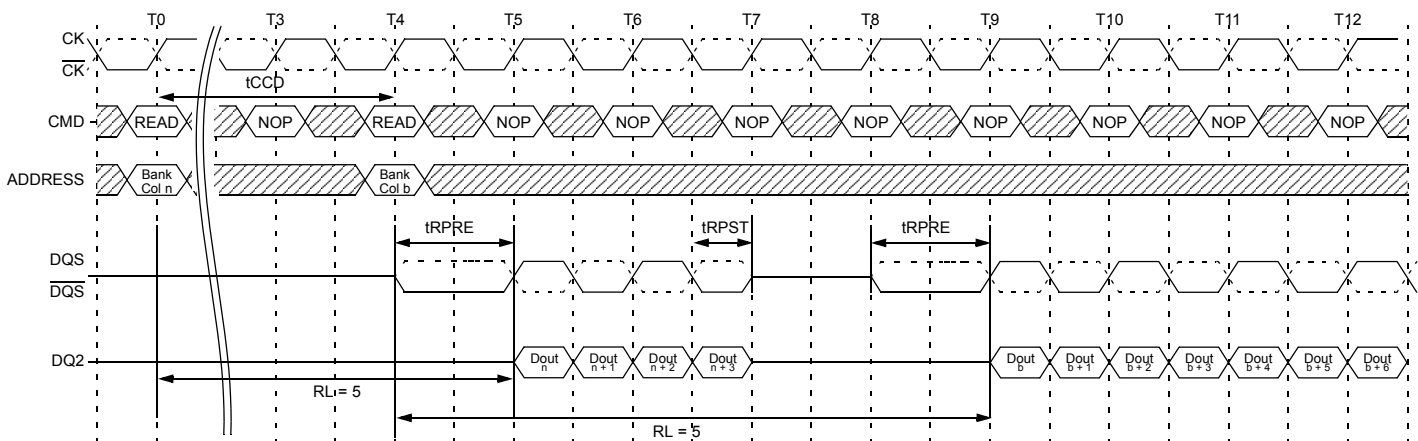 T0 T3 T4 T5 T6 T7 T8 T9 T10 T11 T12
CK
CK
tCCD
CMD READ NOP READ NOP NOP NOP NOP NOP NOP NOP NOP
ADDRESS Bank Col n Bank Col b
tRPRE tRPST tRPRE
DQS
DQS
DQ2 Dout n Dout n + 1 Dout n + 2 Dout n + 3 Dout b Dout b + 1 Dout b + 2 Dout b + 3 Dout b + 4 Dout b + 5 Dout b + 6
RL = 5
RL = 5